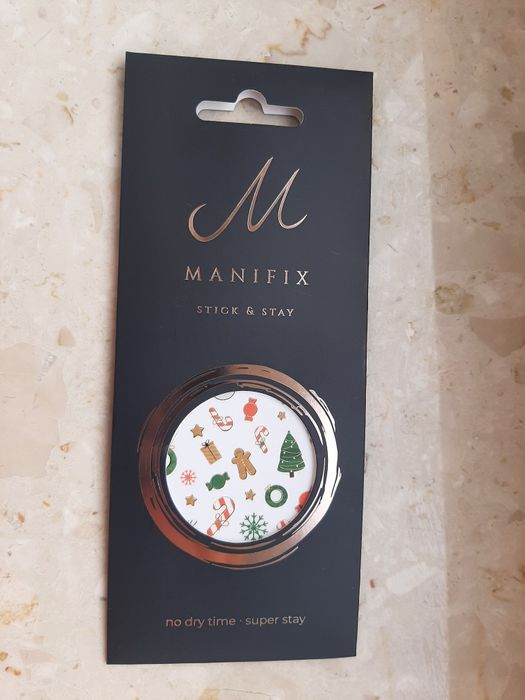 M
MANIFIX
STICK & STAY
no dry time · super stay